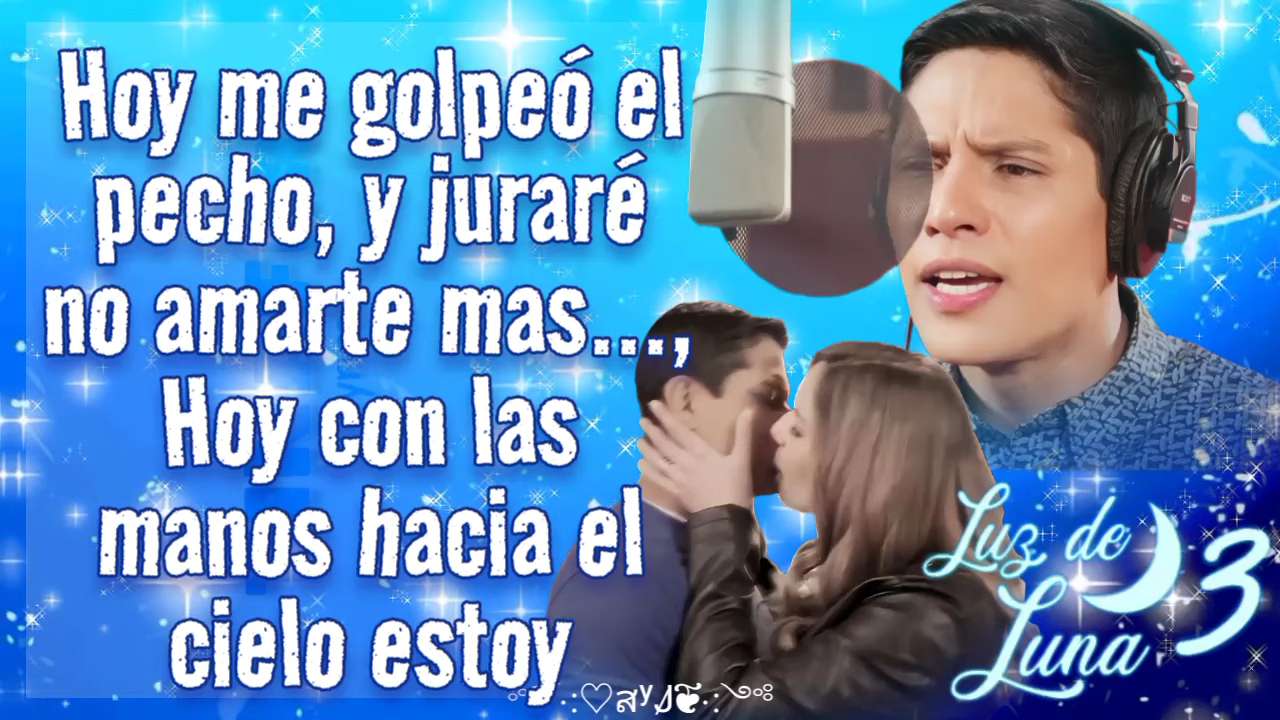 Hoy me golpeó el
pecho, y juraré
no amarte mas...,
Hoy con las
manos hacia el
cielo estoy
Luz de
Luna 3